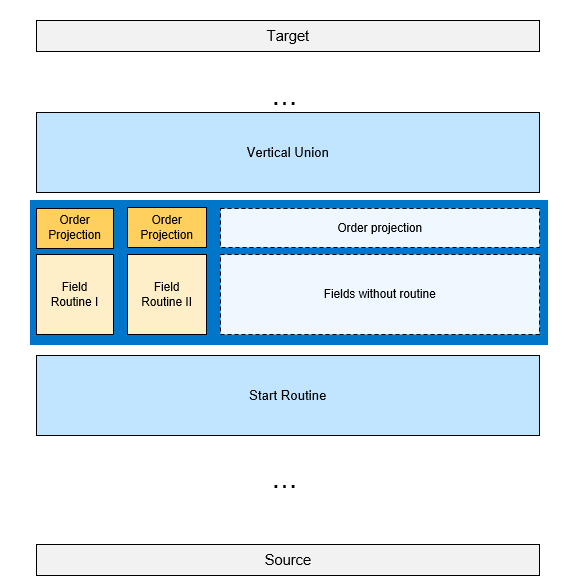 Target
...
Vertical Union
Order
Projection
Order
Projection
Order projection
Field
Routine I
Field
Routine II
Fields without routine
Start Routine
...
Source